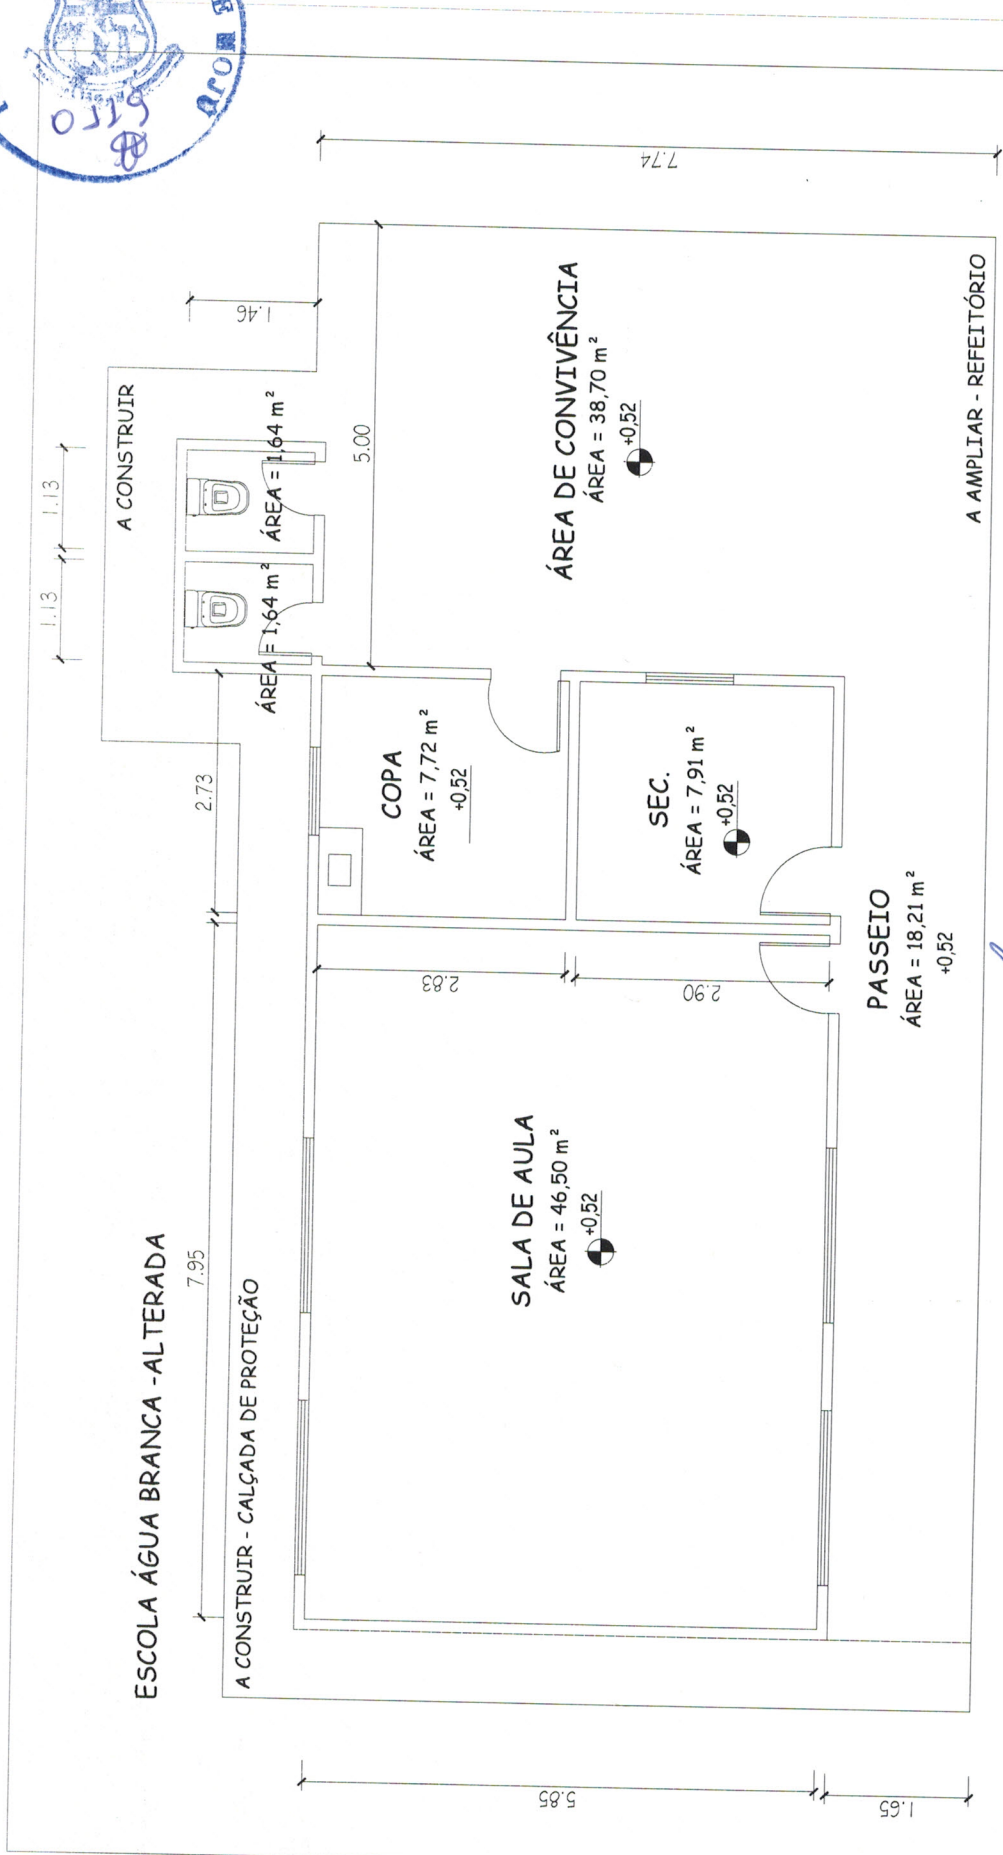 ESCOLA ÁGUA BRANCA -ALTERADA
A CONSTRUIR - CALÇADA DE PROTEÇÃO
A CONSTRUIR
7.95
2.73
1.13
1.13
1.46
ÁREA = 1,64 m²
ÁREA = 1,64 m²
5.00
7.74
COPA
ÁREA = 7,72 m²
+0,52
SEC.
ÁREA = 7,91 m²
+0,52
2.83
2.90
SALA DE AULA
ÁREA = 46,50 m²
+0,52
ÁREA DE CONVIVÊNCIA
ÁREA = 38,70 m²
+0,52
A AMPLIAR - REFEITÓRIO
PASSEIO
ÁREA = 18,21 m²
+0,52
5.85
1.65